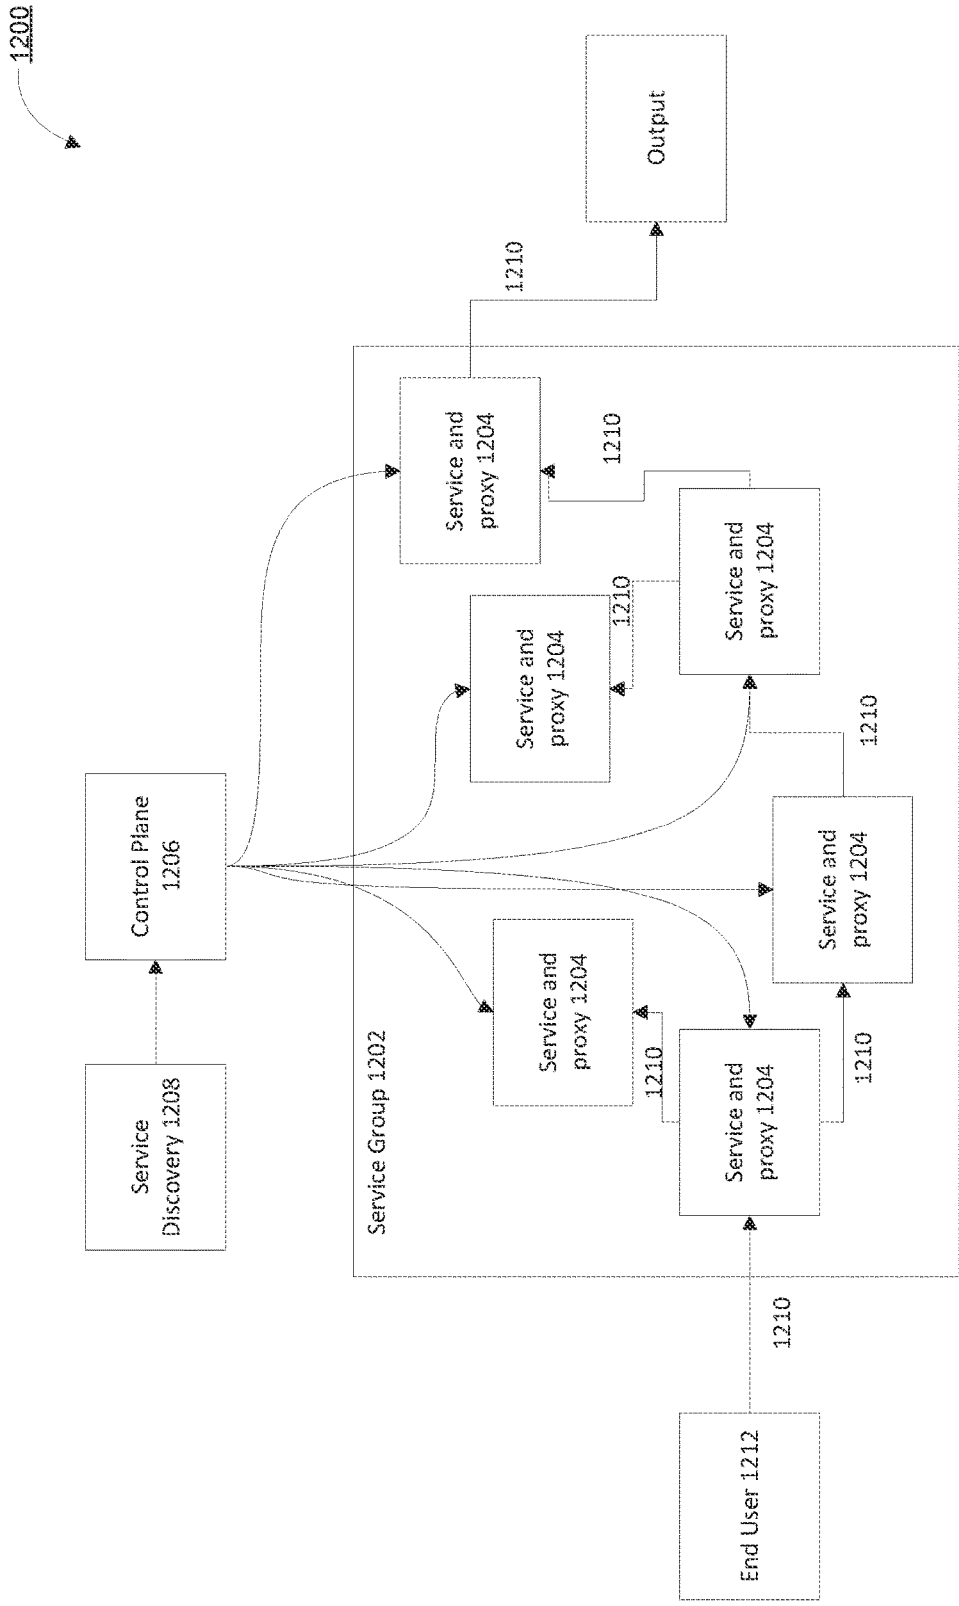 1200
Service
Discovery 1208
Control Plane
1206
Service Group 1202
Service and
proxy 1204
Service and
proxy 1204
Service and
proxy 1204
1210
Output
1210
1210
1210
Service and
proxy 1204
Service and
proxy 1204
1210
End User 1212
1210
Service and
proxy 1204
1210